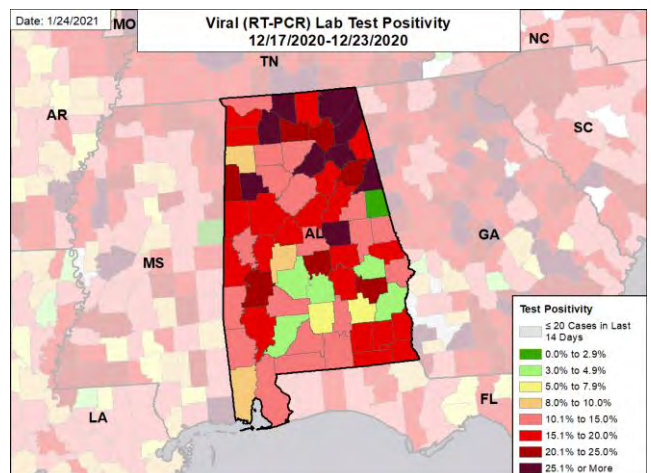 Date: 1/24/2021
Viral (RT-PCR) Lab Test Positivity
12/17/2020-12/23/2020
MO
NC
TN
AR
SC
AL
MS
GA
LA
FL
Test Positivity
≤ 20 Cases in Last
14 Days
0.0% to 2.9%
3.0% to 4.9%
5.0% to 7.9%
8.0% to 10.0%
10.1% to 15.0%
15.1% to 20.0%
20.1% to 25.0%
25.1% or More